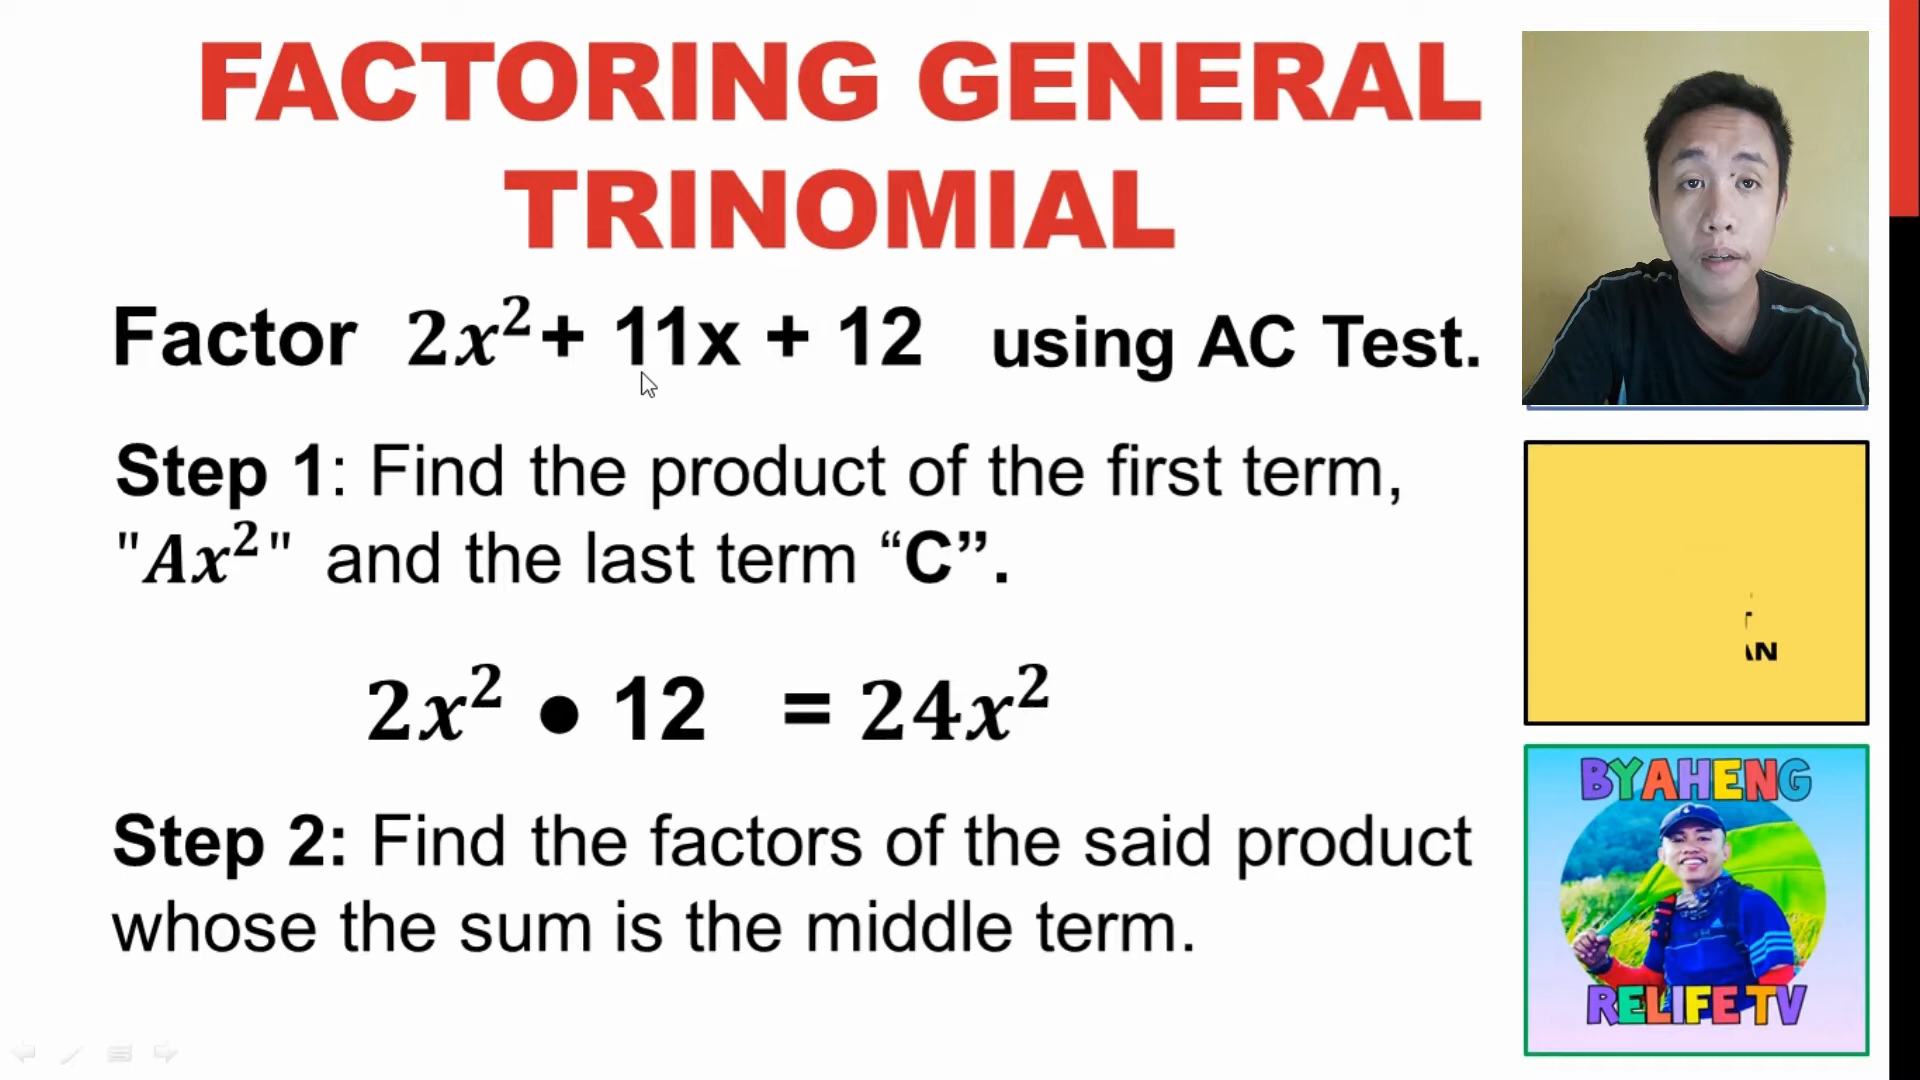 FACTORING GENERAL
TRINOMIAL
Factor 2x²+ 11x + 12 using AC Test.
Step 1: Find the product of the first term,
"Ax²" and the last term “C”.
2x² ● 12 = 24x²
Step 2: Find the factors of the said product
whose the sum is the middle term.
BYAHENG
RELIFE TV